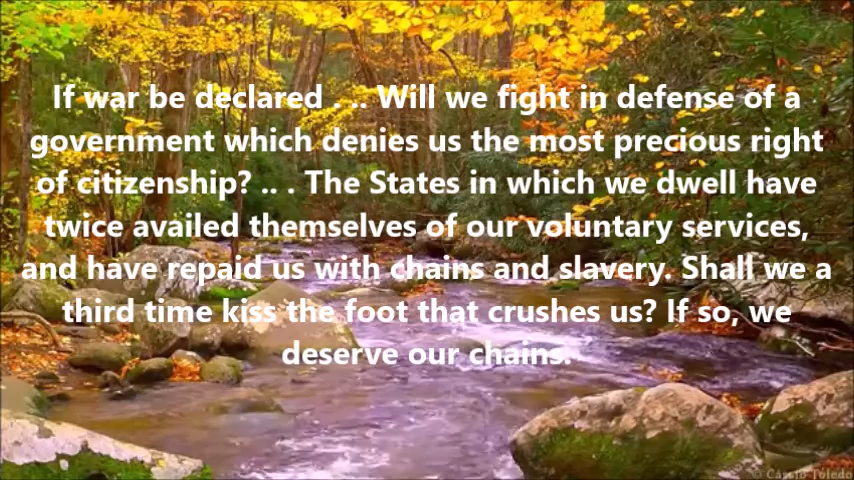 If war be declared . .. Will we fight in defense of a
government which denies us the most precious right
of citizenship? .. . The States in which we dwell have
twice availed themselves of our voluntary services,
and have repaid us with chains and slavery. Shall we a
third time kiss the foot that crushes us? If so, we
deserve our chains.
© Cássio Toledo